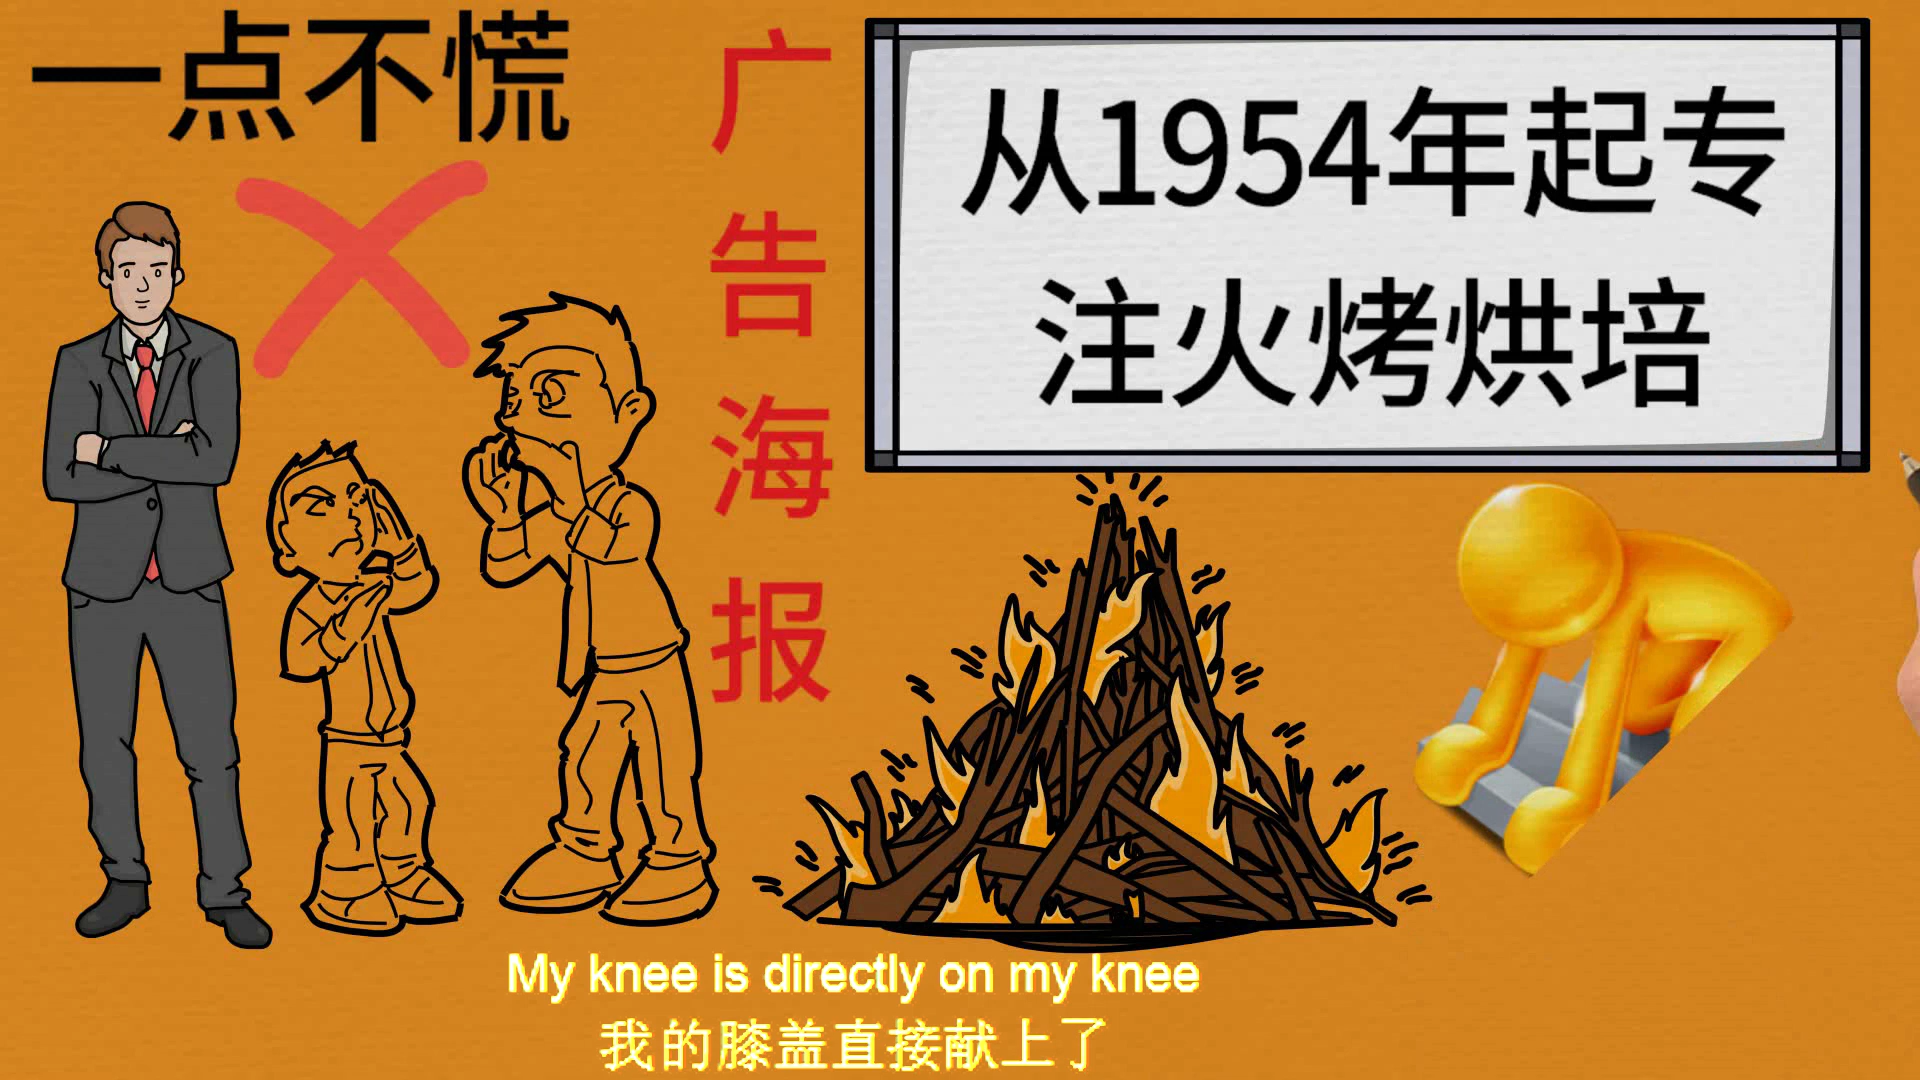 一点不慌
广告海报
从1954年起专
注火烤烘培
My knee is directly on my knee
我的膝盖直接献上了